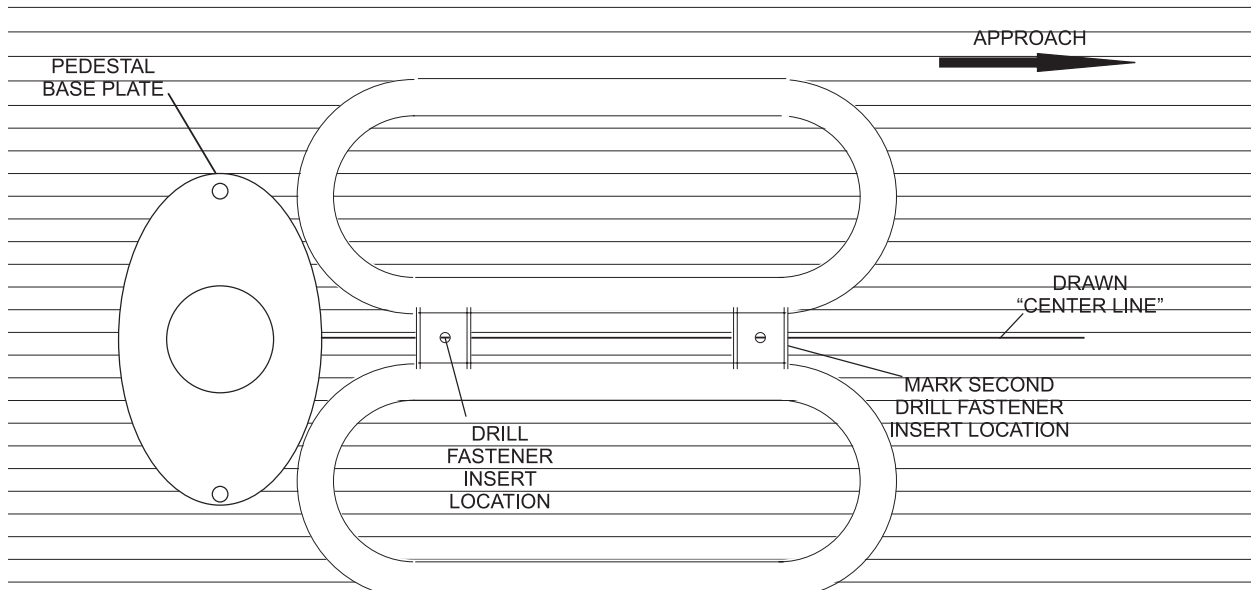 APPROACH
PEDESTAL
BASE PLATE
DRAWN
“CENTER LINE”
MARK SECOND
DRILL FASTENER
INSERT LOCATION
DRILL
FASTENER
INSERT
LOCATION